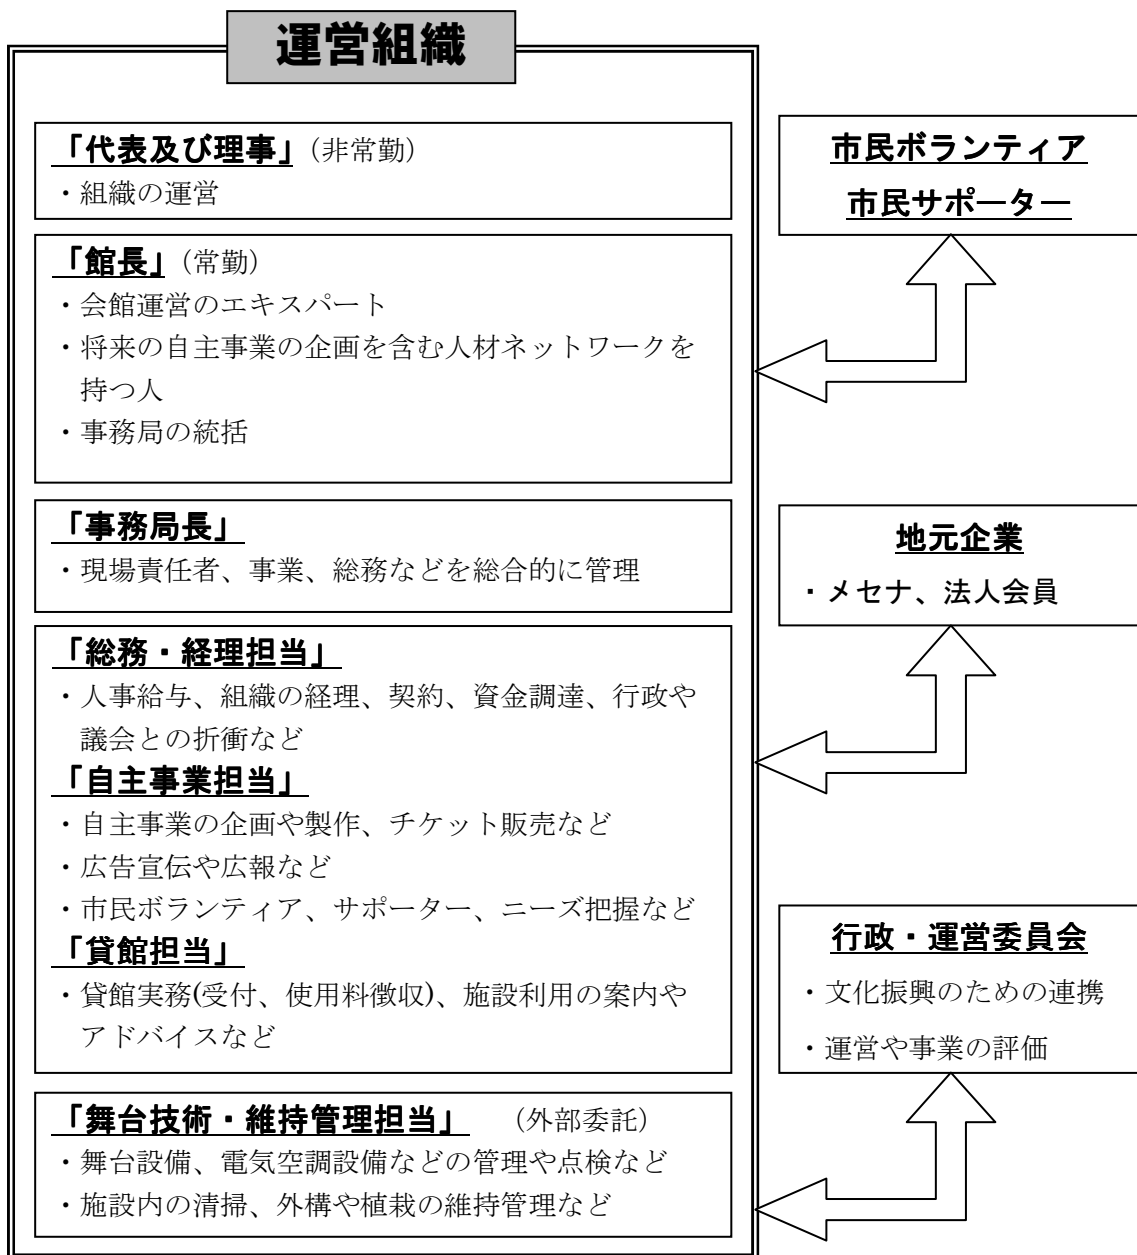 運営組織
「代表及び理事」（非常勤）
・組織の運営
「館長」（常勤）
・会館運営のエキスパート
・将来の自主事業の企画を含む人材ネットワークを
持つ人
・事務局の統括
「事務局長」
・現場責任者、事業、総務などを総合的に管理
「総務・経理担当」
・人事給与、組織の経理、契約、資金調達、行政や
議会との折衝など
「自主事業担当」
・自主事業の企画や製作、チケット販売など
・広告宣伝や広報など
・市民ボランティア、サポーター、ニーズ把握など
「貸館担当」
・貸館実務(受付、使用料徴収)、施設利用の案内や
アドバイスなど
「舞台技術・維持管理担当」　（外部委託）
・舞台設備、電気空調設備などの管理や点検など
・施設内の清掃、外構や植栽の維持管理など
市民ボランティア
市民サポーター
地元企業
・メセナ、法人会員
行政・運営委員会
・文化振興のための連携
・運営や事業の評価